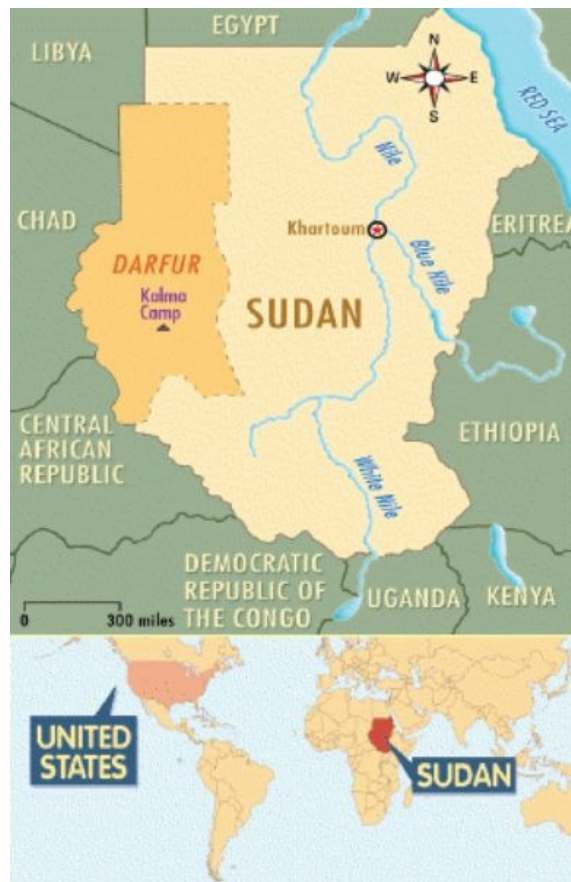 EGYPT
LIBYA
N
W E
S
RED SEA
Nile
CHAD
Khartoum
ERITREA
Blue Nile
DARFUR
Kalma
Camp
SUDAN
CENTRAL
AFRICAN
REPUBLIC
ETHIOPIA
White Nile
DEMOCRATIC
REPUBLIC OF
THE CONGO
UGANDA
KENYA
0 300 miles
UNITED
STATES
SUDAN